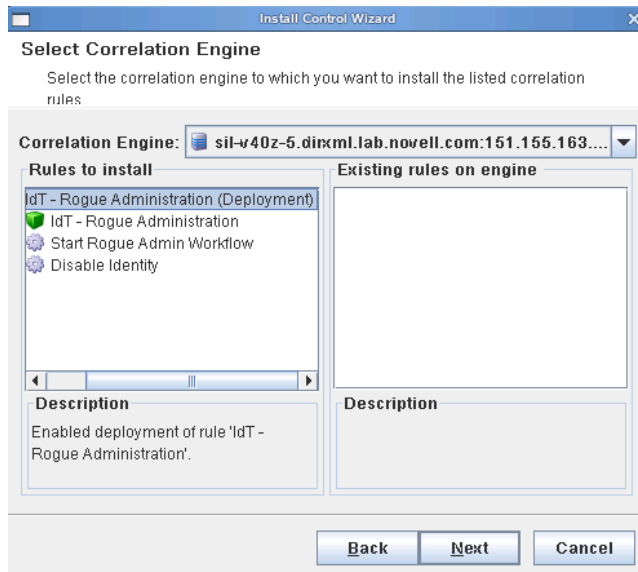 Install Control Wizard
Select Correlation Engine
Select the correlation engine to which you want to install the listed correlation
rules
Correlation Engine: sil-v40z-5.dirxml.lab.novell.com:151.155.163....
Rules to install
IdT - Rogue Administration (Deployment)
IdT - Rogue Administration
Start Rogue Admin Workflow
Disable Identity
Description
Enabled deployment of rule 'IdT -
Rogue Administration'.
Existing rules on engine
Description
Back Next Cancel